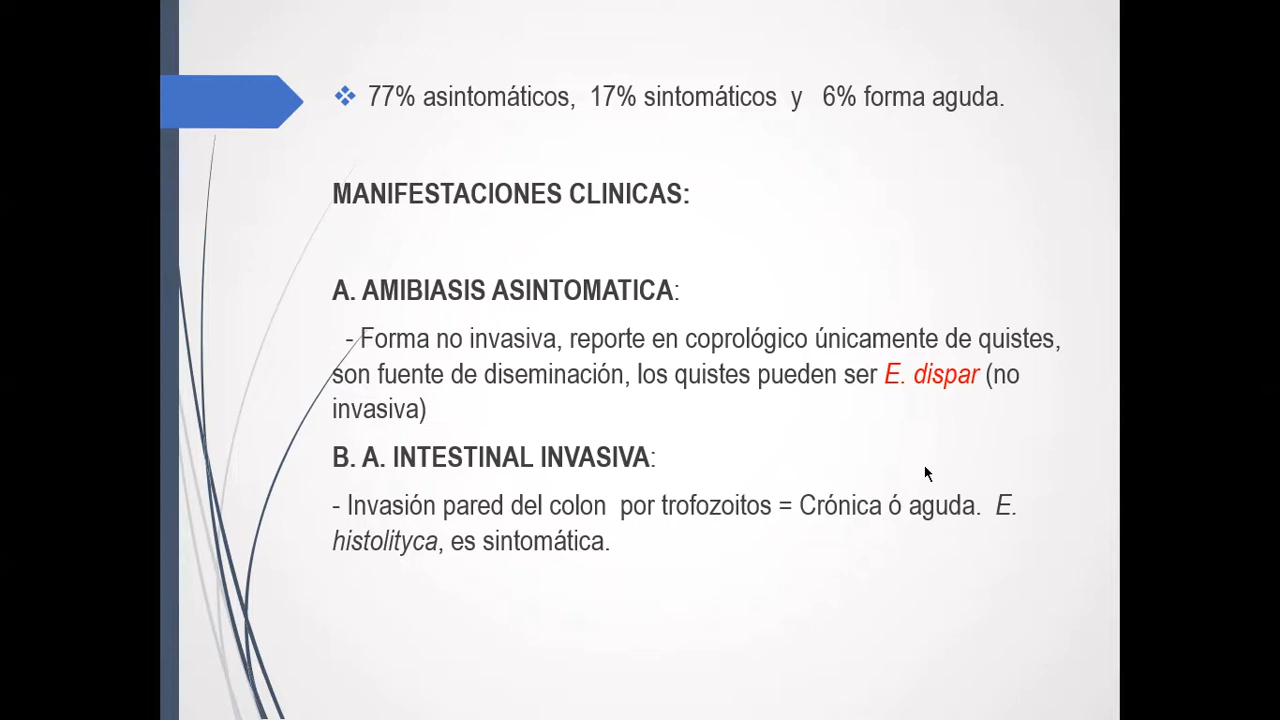 77% asintomáticos, 17% sintomáticos y 6% forma aguda.
MANIFESTACIONES CLINICAS:
A. AMIBIASIS ASINTOMATICA:
- Forma no invasiva, reporte en coprológico únicamente de quistes,
son fuente de diseminación, los quistes pueden ser E. dispar (no
invasiva)
B. A. INTESTINAL INVASIVA:
- Invasión pared del colon por trofozoitos = Crónica ó aguda. E.
histolityca, es sintomática.